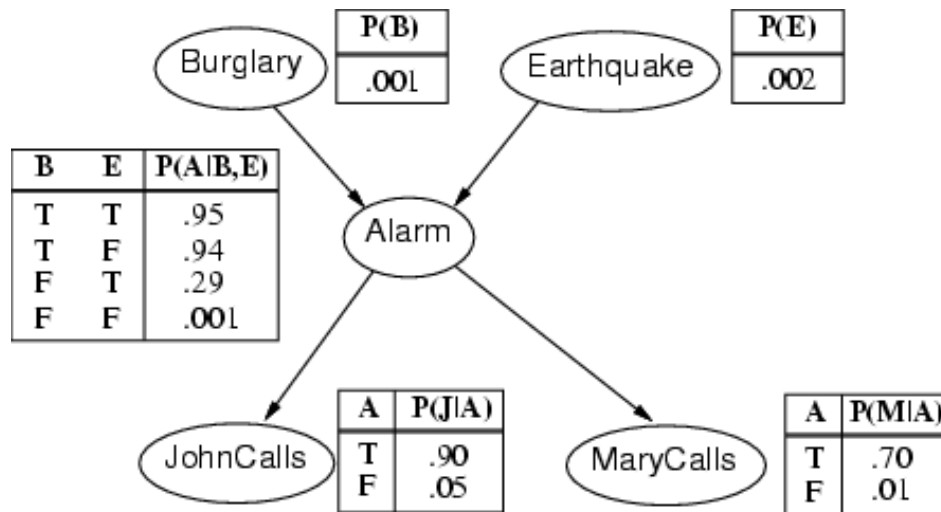 P(B)
Burglary
.001
P(E)
Earthquake
.002
B E P(A|B,E)
T T .95
T F .94
F T .29
F F .001
Alarm
A P(J|A)
JohnCalls
T .90
F .05
A P(M|A)
MaryCalls
T .70
F .01